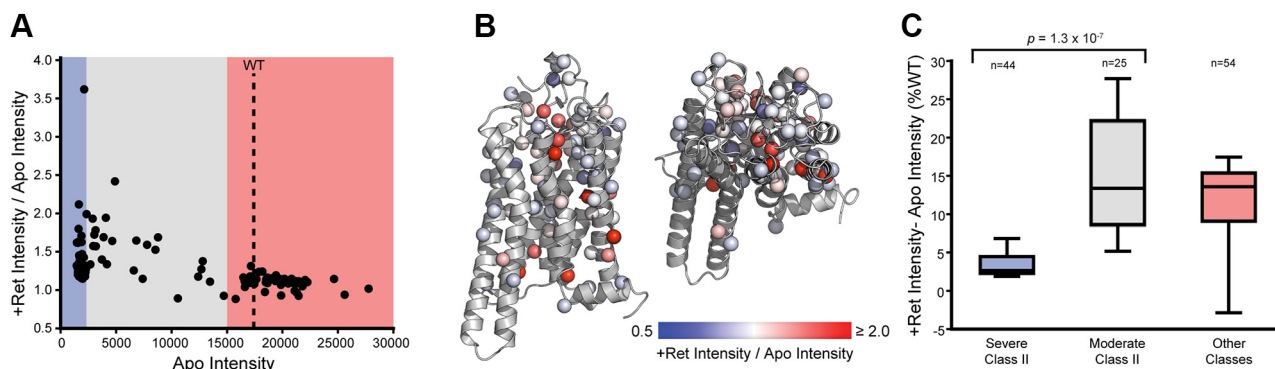 A
+Ret Intensity / Apo Intensity
4.0
3.5
3.0
2.5
2.0
1.5
1.0
0.5
WT
0
5000
10000
15000
20000
25000
30000
Apo Intensity
B
0.5
≥ 2.0
+Ret Intensity / Apo Intensity
C
+Ret Intensity- Apo Intensity (%WT)
30
25
20
15
10
5
0
-5
p = 1.3 x 10⁻⁷
n=44
n=25
n=54
Severe
Class II
Moderate
Class II
Other
Classes